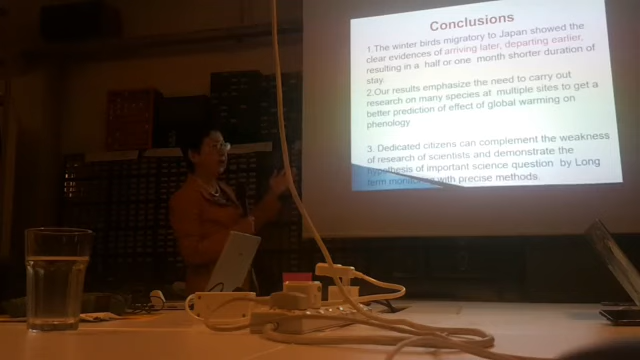 Conclusions
1.The winter birds migratory to Japan showed the
clear evidences of arriving later, departing earlier,
resulting in a half or one month shorter duration of
stay.
2.Our results emphasize the need to carry out
research on many species at multiple sites to get a
better prediction of effect of global warming on
phenology
3. Dedicated citizens can complement the weakness
of research of scientists and demonstrate the
hypothesis of important science question by Long
term monitoring with precise methods.